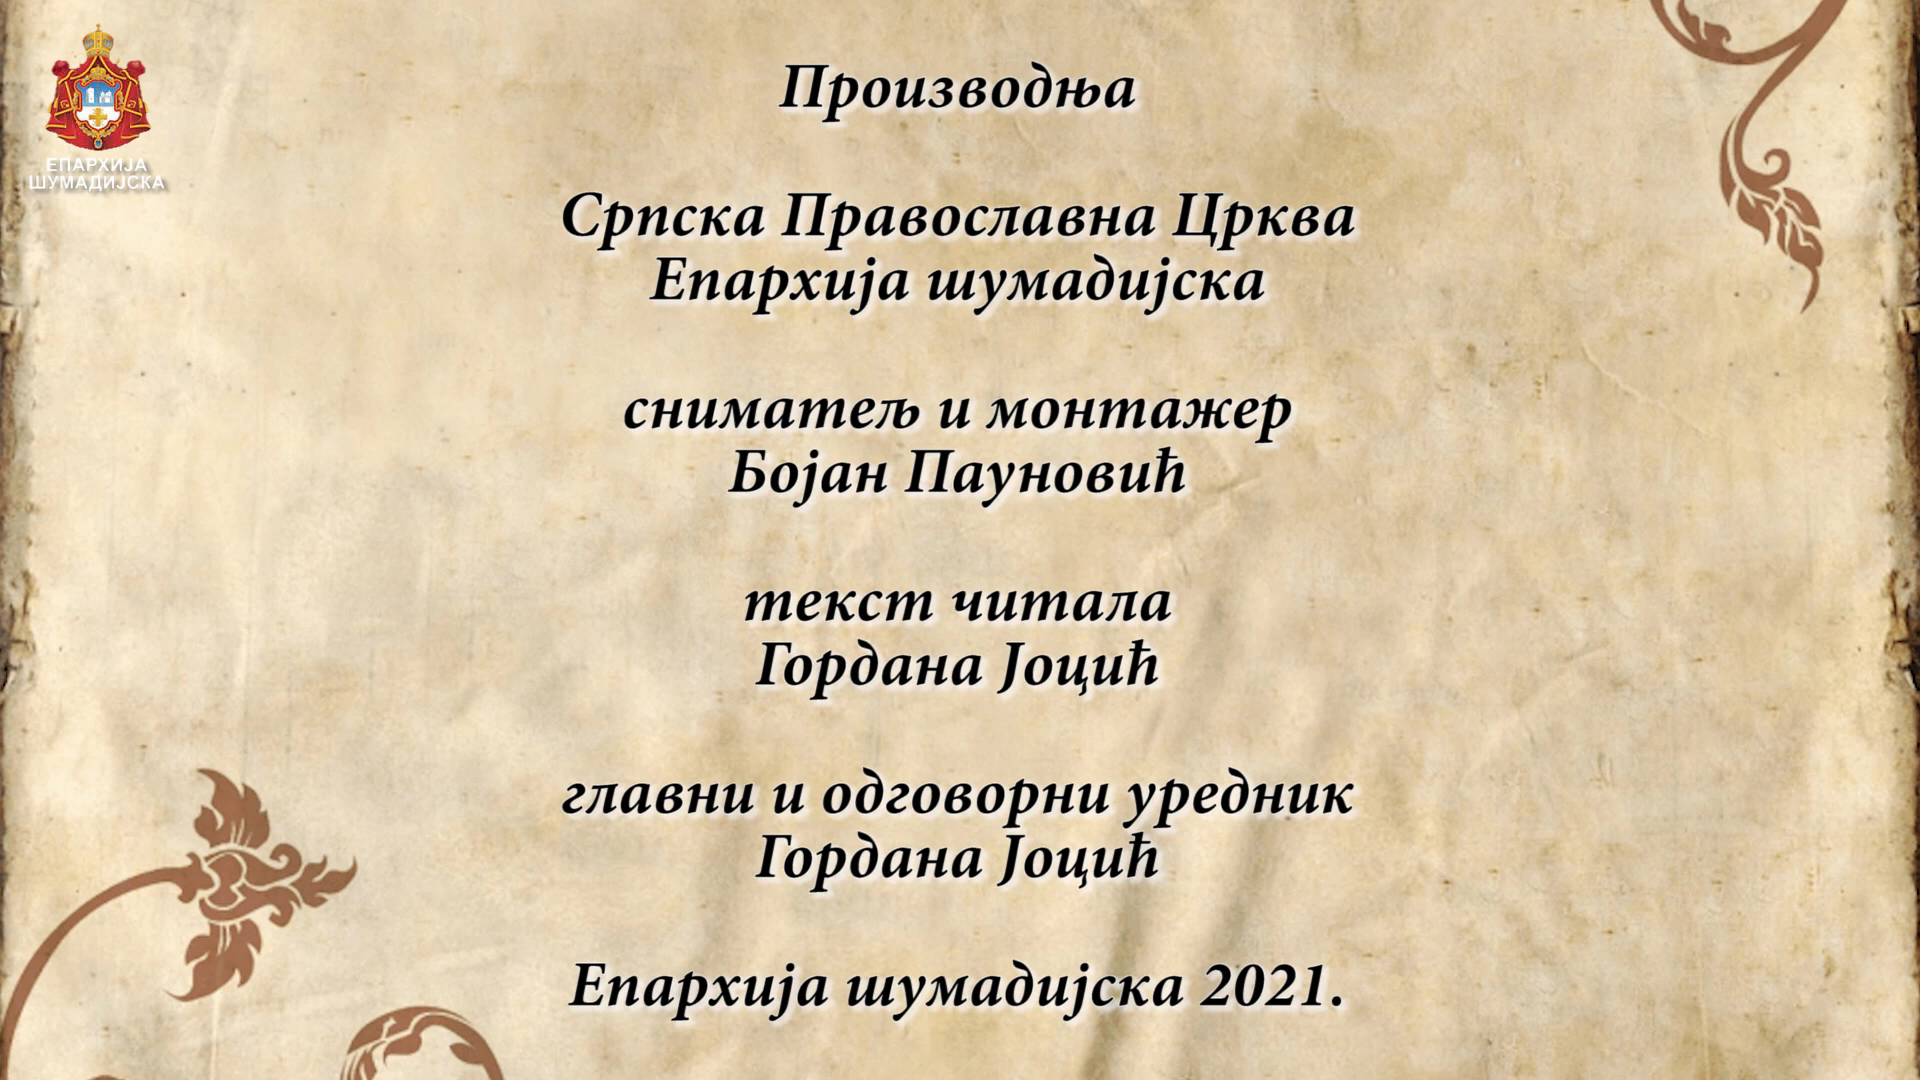 ЕПАРХИЈА
ШУМАДИЈСКА
Производња
Српска Православна Црква
Епархија шумадијска
сниматељ и монтажер
Бојан Пауновић
текст читала
Гордана Јоцић
главни и одговорни уредник
Гордана Јоцић
Епархија шумадијска 2021.